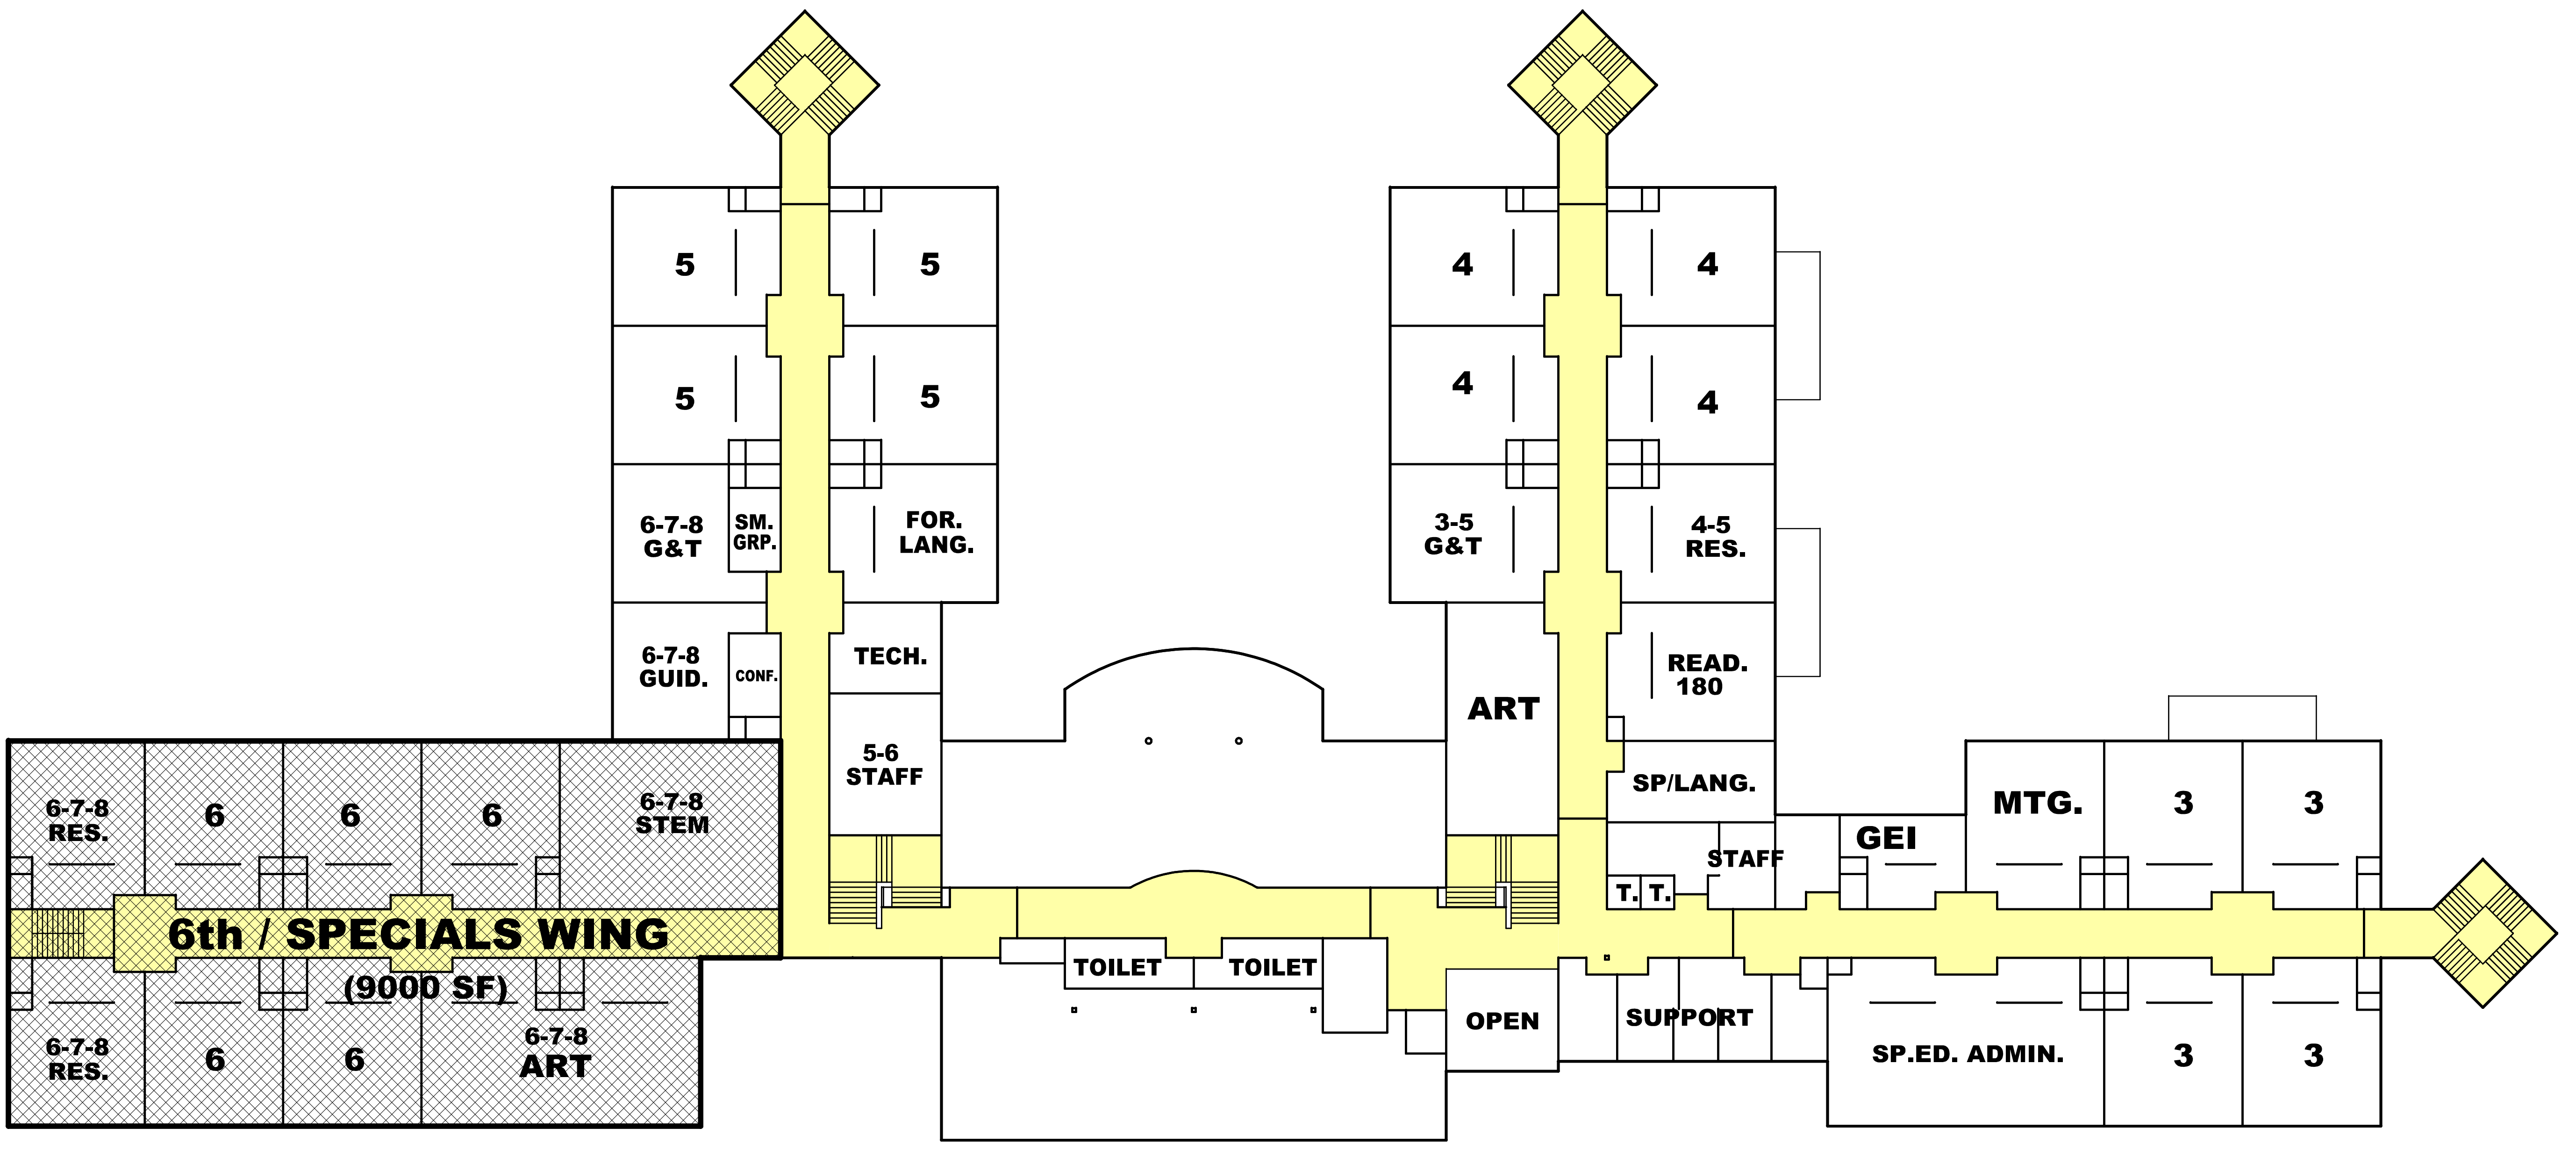 5
5
4
4
5
5
4
4
6-7-8
G&T
SM.
GRP.
FOR.
LANG.
3-5
G&T
4-5
RES.
6-7-8
GUID.
CONF.
TECH.
ART
READ.
180
5-6
STAFF
SP/LANG.
6-7-8
RES.
6
6
6
6-7-8
STEM
STAFF
GEI
MTG.
3
3
T.
T.
6th / SPECIALS WING
(9000 SF)
TOILET
TOILET
6-7-8
RES.
6
6
6-7-8
ART
OPEN
SUPPORT
SP.ED. ADMIN.
3
3